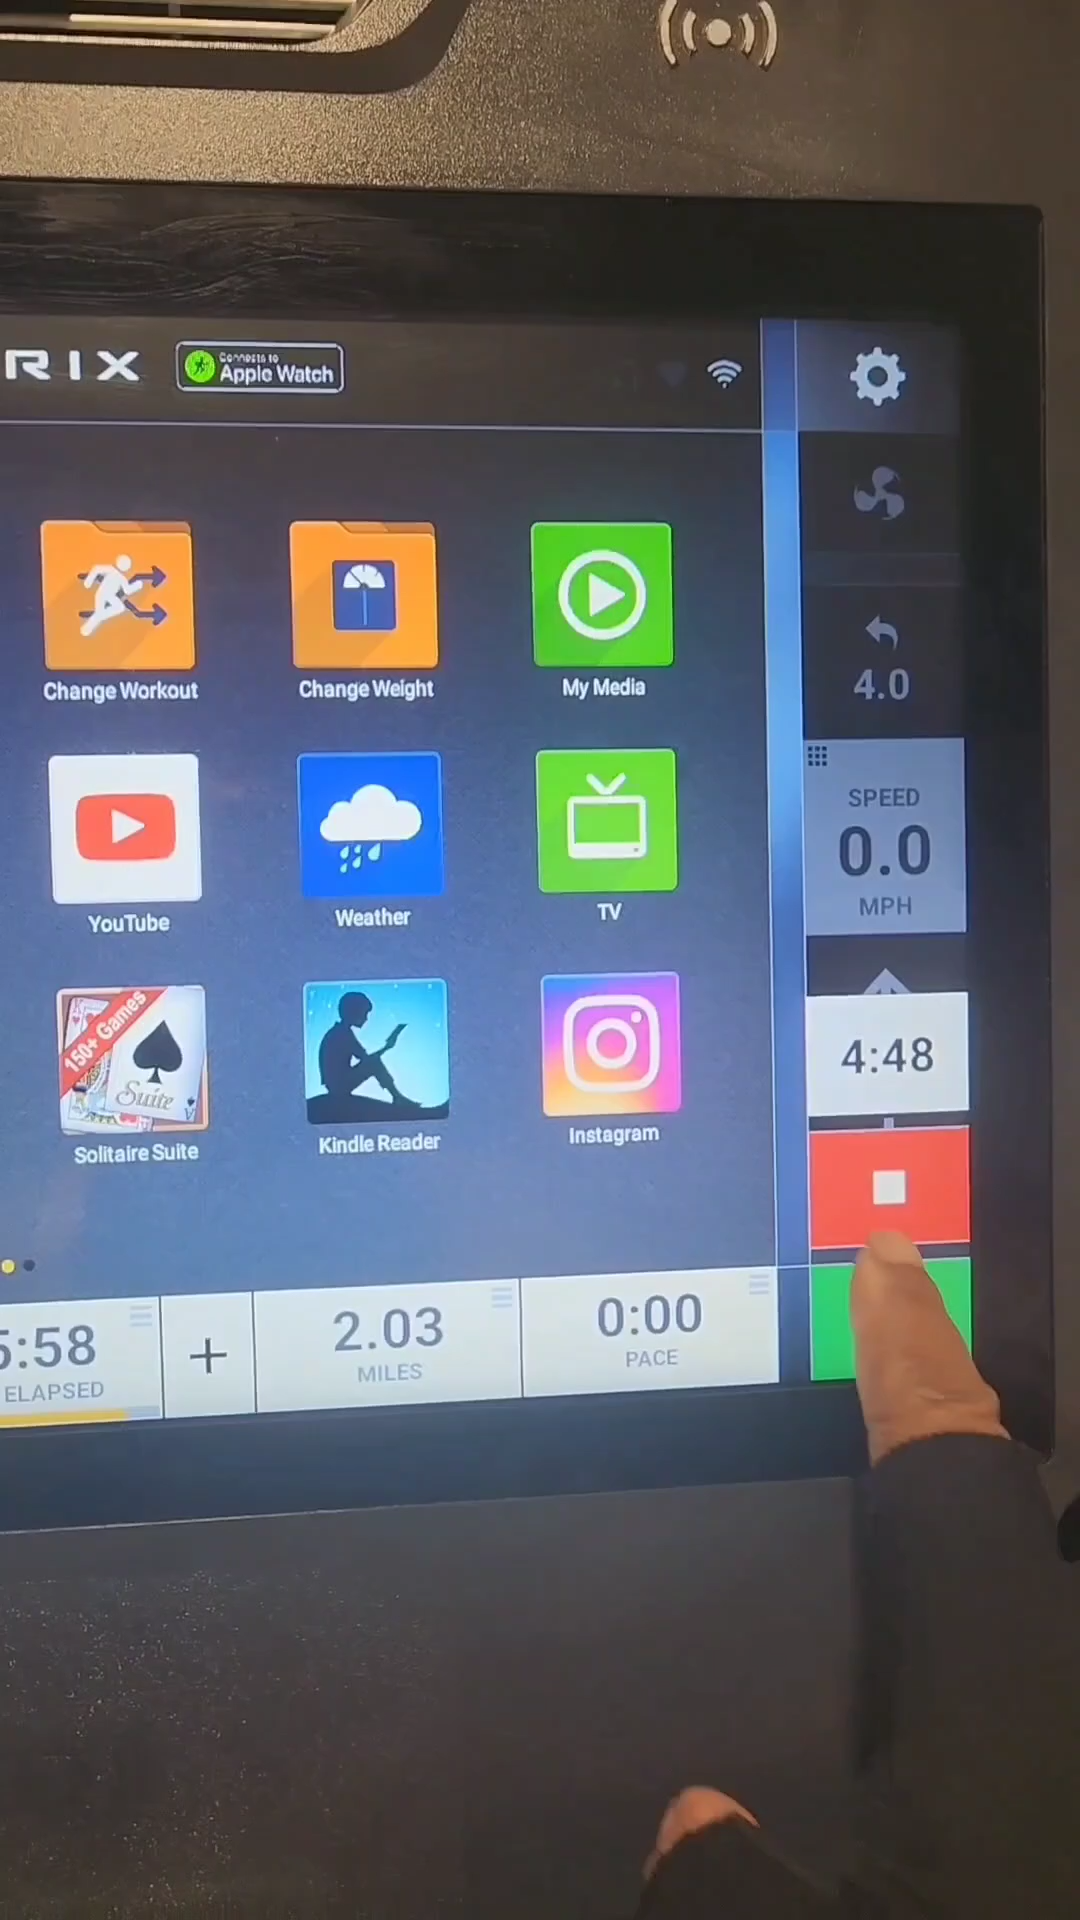 RIX
Connects to
Apple Watch
4.0
Change Workout
Change Weight
My Media
SPEED
0.0
MPH
YouTube
Weather
TV
4:48
150+ Games
Suite
Solitaire Suite
Kindle Reader
Instagram
5:58
ELAPSED
+
2.03
MILES
0:00
PACE